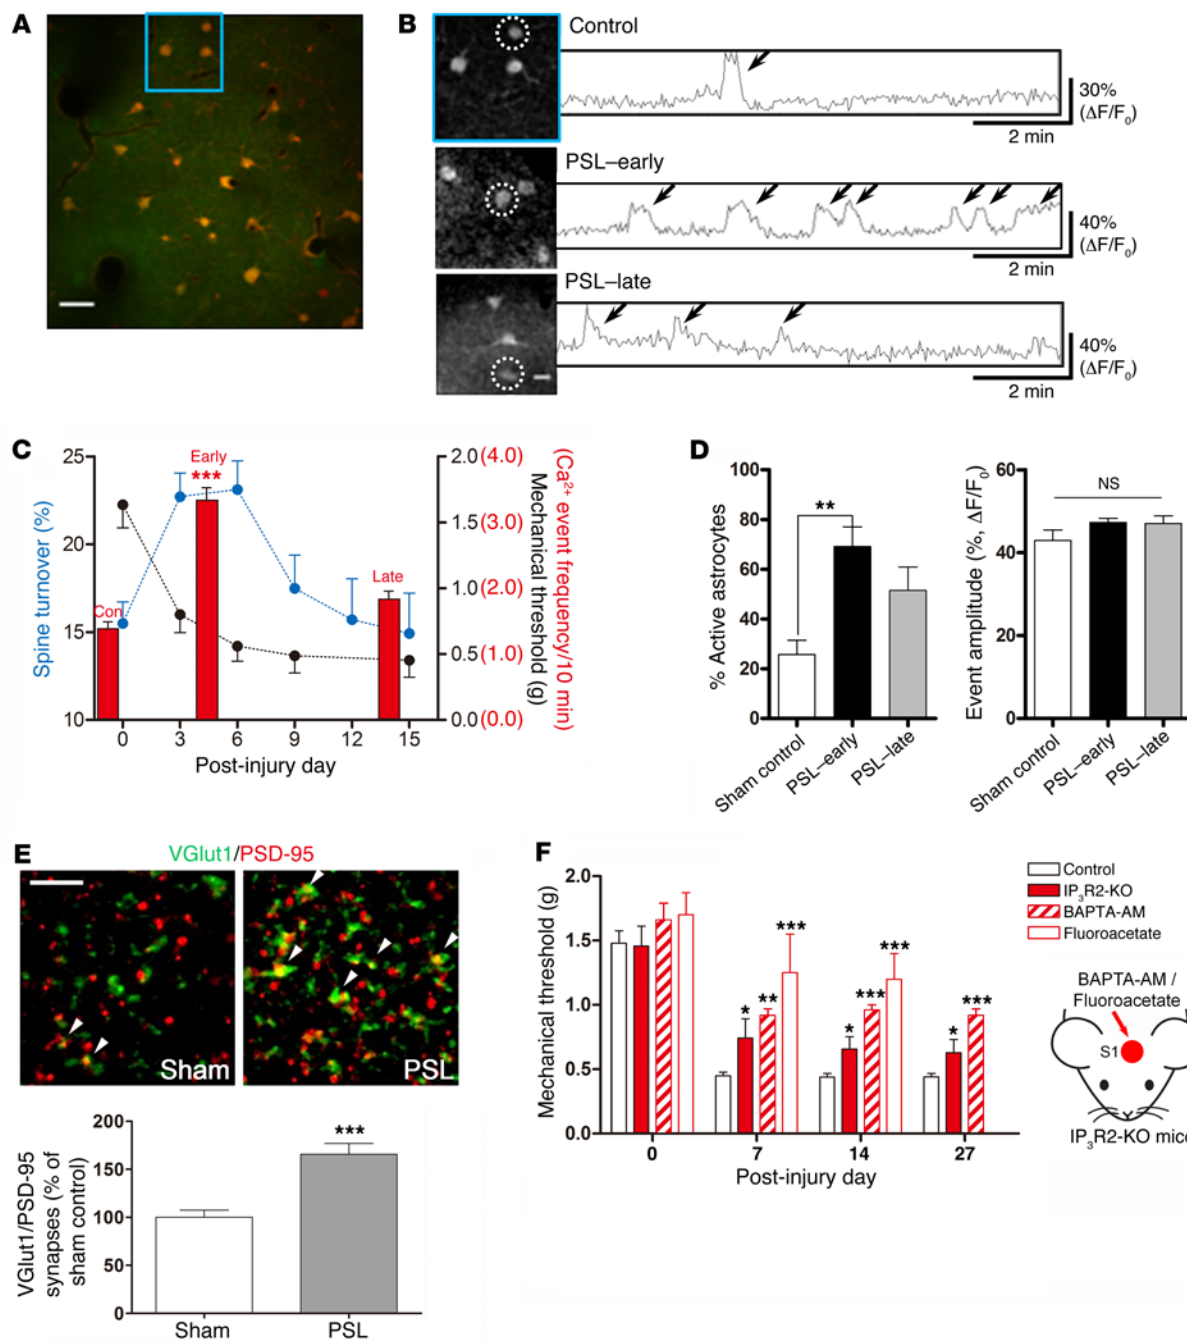 A
B
Control
30%
(ΔF/F₀)
2 min
PSL–early
40%
(ΔF/F₀)
2 min
PSL–late
40%
(ΔF/F₀)
2 min
C
25
20
15
10
Spine turnover (%)
Con
Early
***
Late
0
3
6
9
12
15
Post-injury day
2.0 (4.0)
1.5 (3.0)
1.0 (2.0)
0.5 (1.0)
0.0 (0.0)
Mechanical threshold (g)
(Ca²⁺ event frequency/10 min)
D
100
80
60
40
20
0
% Active astrocytes
**
Sham control
PSL–early
PSL–late
60
40
20
0
Event amplitude (%, ΔF/F₀)
NS
Sham control
PSL–early
PSL–late
E
VGlut1/PSD-95
Sham
PSL
200
150
100
50
0
VGlut1/PSD-95
synapses (% of
sham control)
***
Sham
PSL
F
2.0
1.5
1.0
0.5
0.0
Mechanical threshold (g)
* ** ***
* *** ***
* ***
0
7
14
27
Post-injury day
Control
IP₃R2-KO
BAPTA-AM
Fluoroacetate
BAPTA-AM /
Fluoroacetate
S1
IP₃R2-KO mice